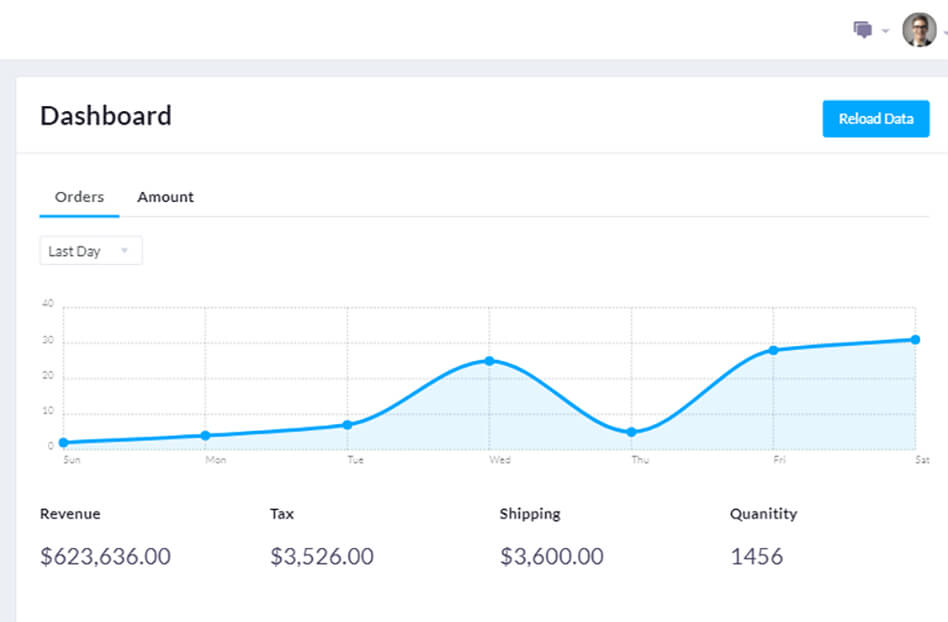 Dashboard
Reload Data
Orders
Amount
Last Day
40
30
20
10
0
Sun
Mon
Tue
Wed
Thu
Fri
Sat
Revenue
Tax
Shipping
Quanitity
$623,636.00
$3,526.00
$3,600.00
1456